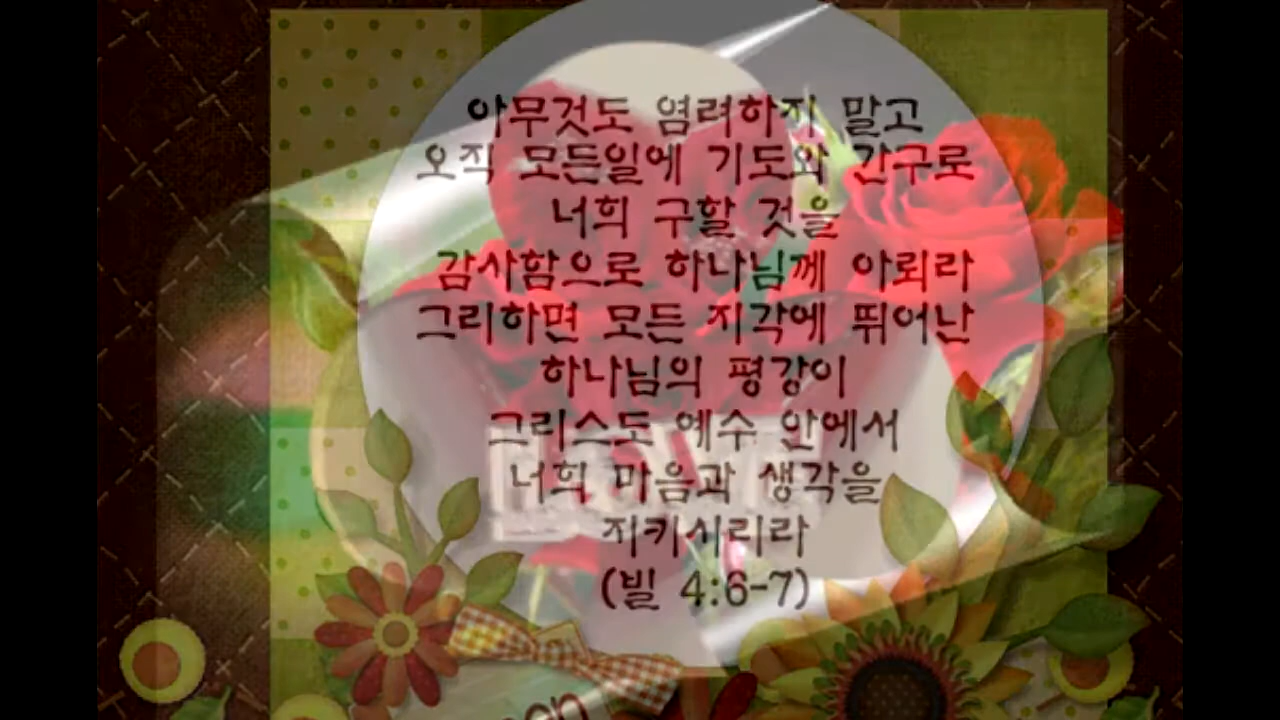 아무것도 염려하지 말고
오직 모든일에 기도와 간구로
너희 구할 것을
감사함으로 하나님께 아뢰라
그리하면 모든 지각에 뛰어난
하나님의 평강이
그리스도 예수 안에서
너희 마음과 생각을
지키시리라
(빌 4:6-7)